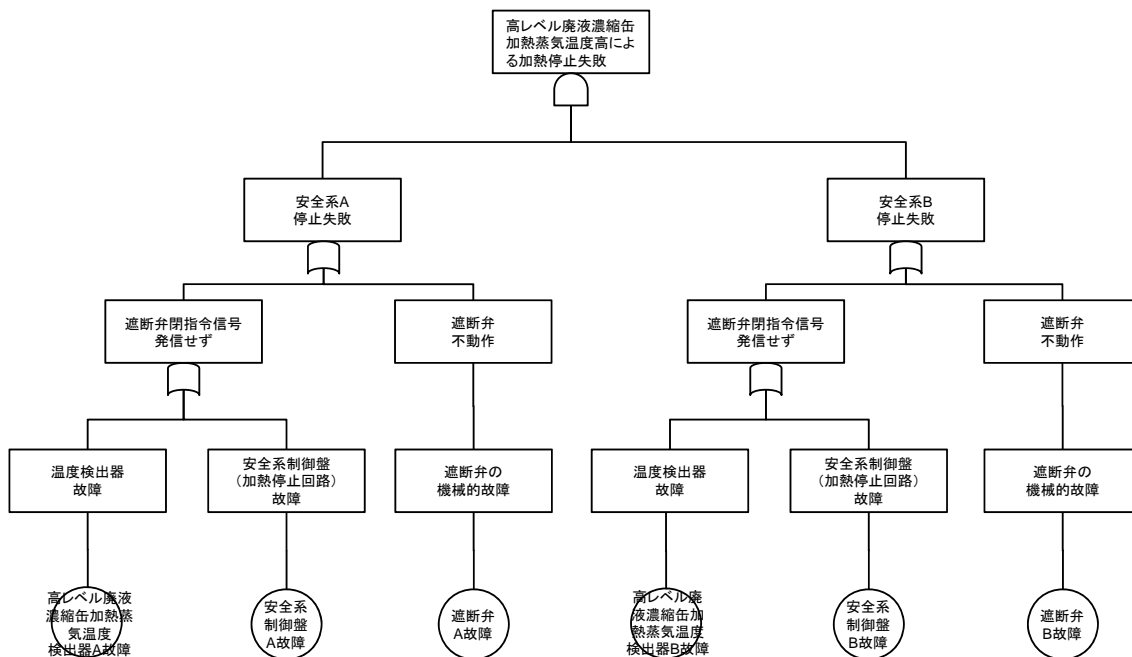 高レベル廃液濃縮缶
加熱蒸気温度高によ
る加熱停止失敗
安全系A
停止失敗
安全系B
停止失敗
遮断弁閉指令信号
発信せず
遮断弁
不動作
遮断弁閉指令信号
発信せず
遮断弁
不動作
温度検出器
故障
安全系制御盤
(加熱停止回路)
故障
遮断弁の
機械的故障
温度検出器
故障
安全系制御盤
(加熱停止回路)
故障
遮断弁の
機械的故障
高レベル廃液
濃縮缶加熱蒸
気温度
検出器A故障
安全系
制御盤
A故障
遮断弁
A故障
高レベル廃
液濃縮缶加
熱蒸気温度
検出器B故障
安全系
制御盤
B故障
遮断弁
B故障